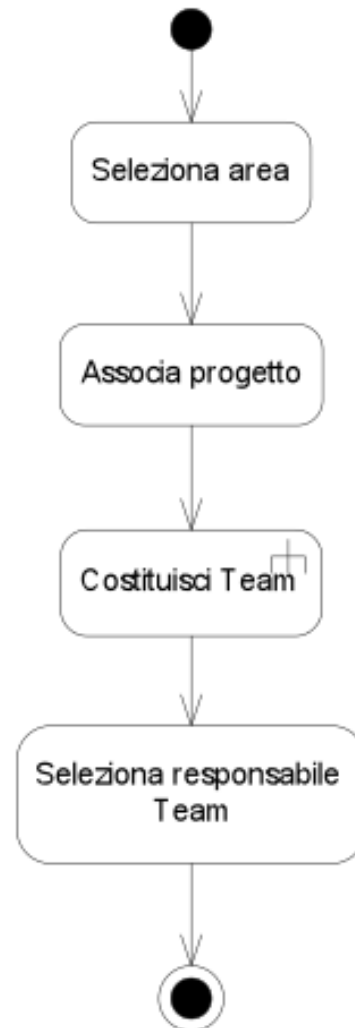 Seleziona area
Associa progetto
Costituisci Team
Seleziona responsabile
Team